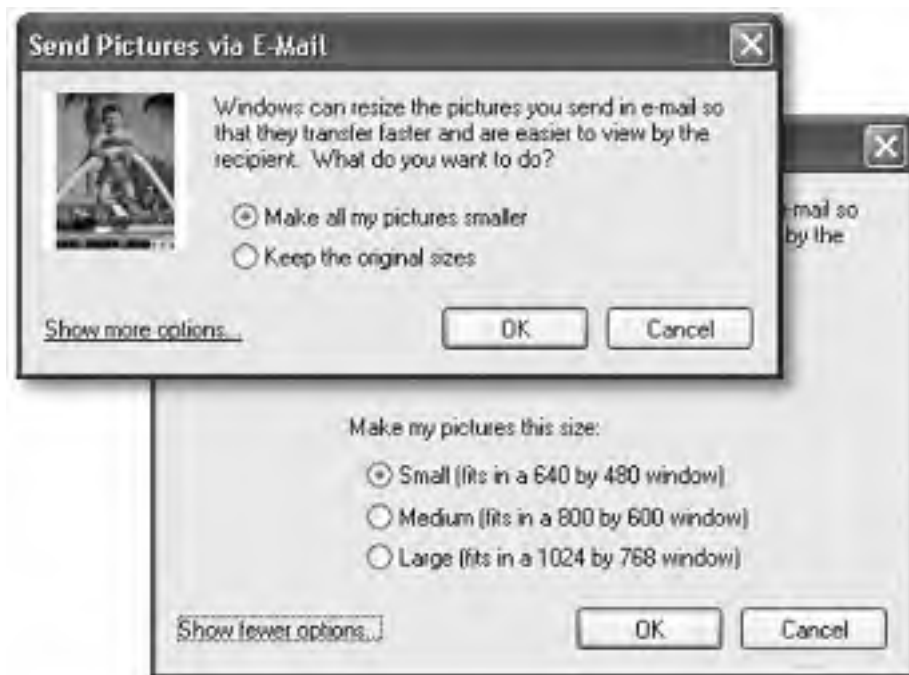 Send Pictures via E-Mail
Windows can resize the pictures you send in e-mail so
that they transfer faster and are easier to view by the
recipient. What do you want to do?
Make all my pictures smaller
Keep the original sizes
Show more options...
OK
Cancel
-mail so
by the
Make my pictures this size:
Small (fits in a 640 by 480 window)
Medium (fits in a 800 by 600 window)
Large (fits in a 1024 by 768 window)
Show fewer options...
OK
Cancel